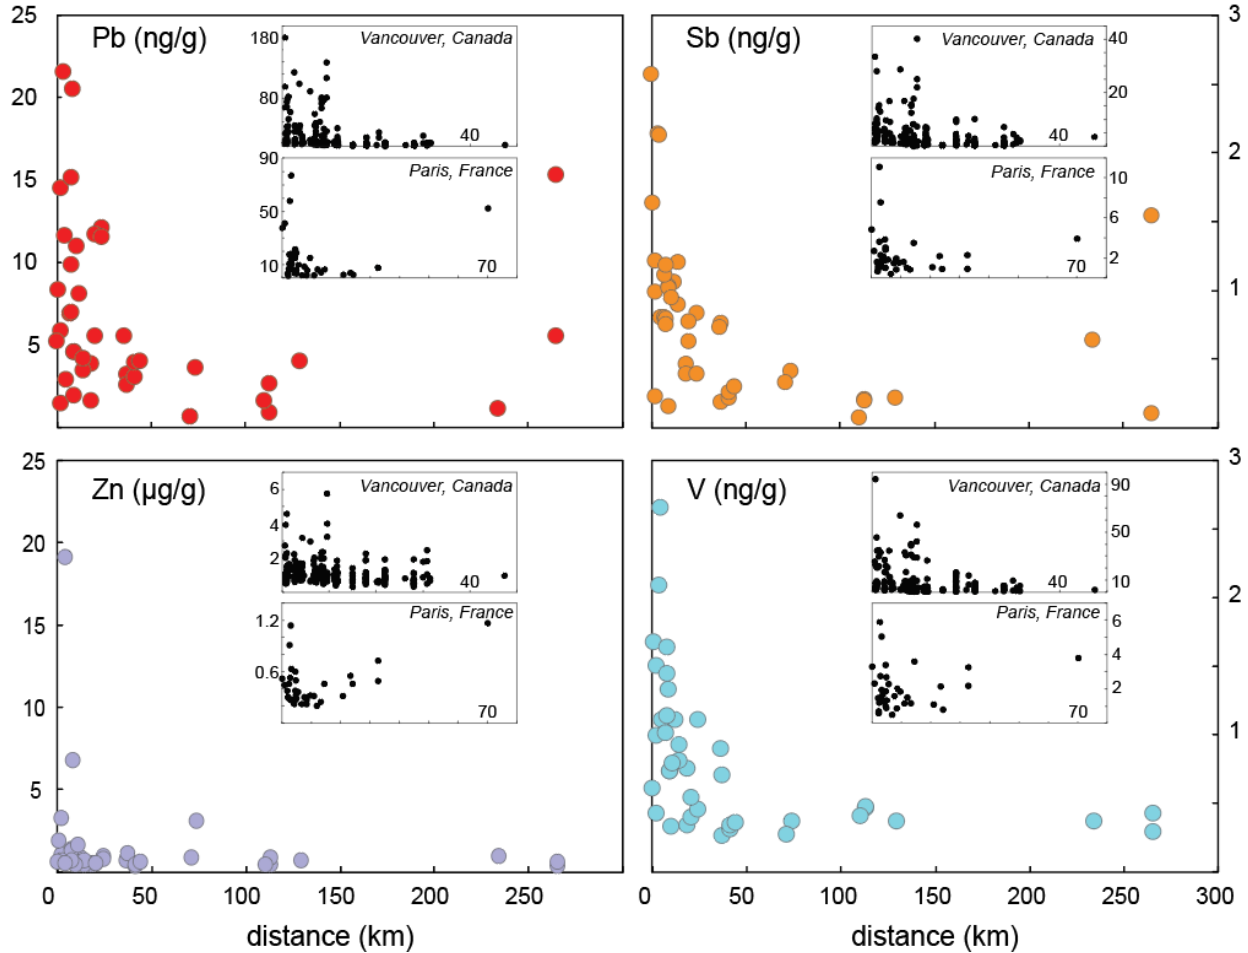 25
Pb (ng/g)
180
Vancouver, Canada
80
40
90
Paris, France
50
10
70
20
15
10
5
Sb (ng/g)
Vancouver, Canada
40
20
40
Paris, France
10
6
2
70
3
2
1
25
Zn (µg/g)
6
Vancouver, Canada
4
2
40
1.2
Paris, France
0.6
70
20
15
10
5
0 50 100 150 200 250
distance (km)
V (ng/g)
Vancouver, Canada
90
50
10
40
Paris, France
6
4
2
70
3
2
1
0 50 100 150 200 250 300
distance (km)